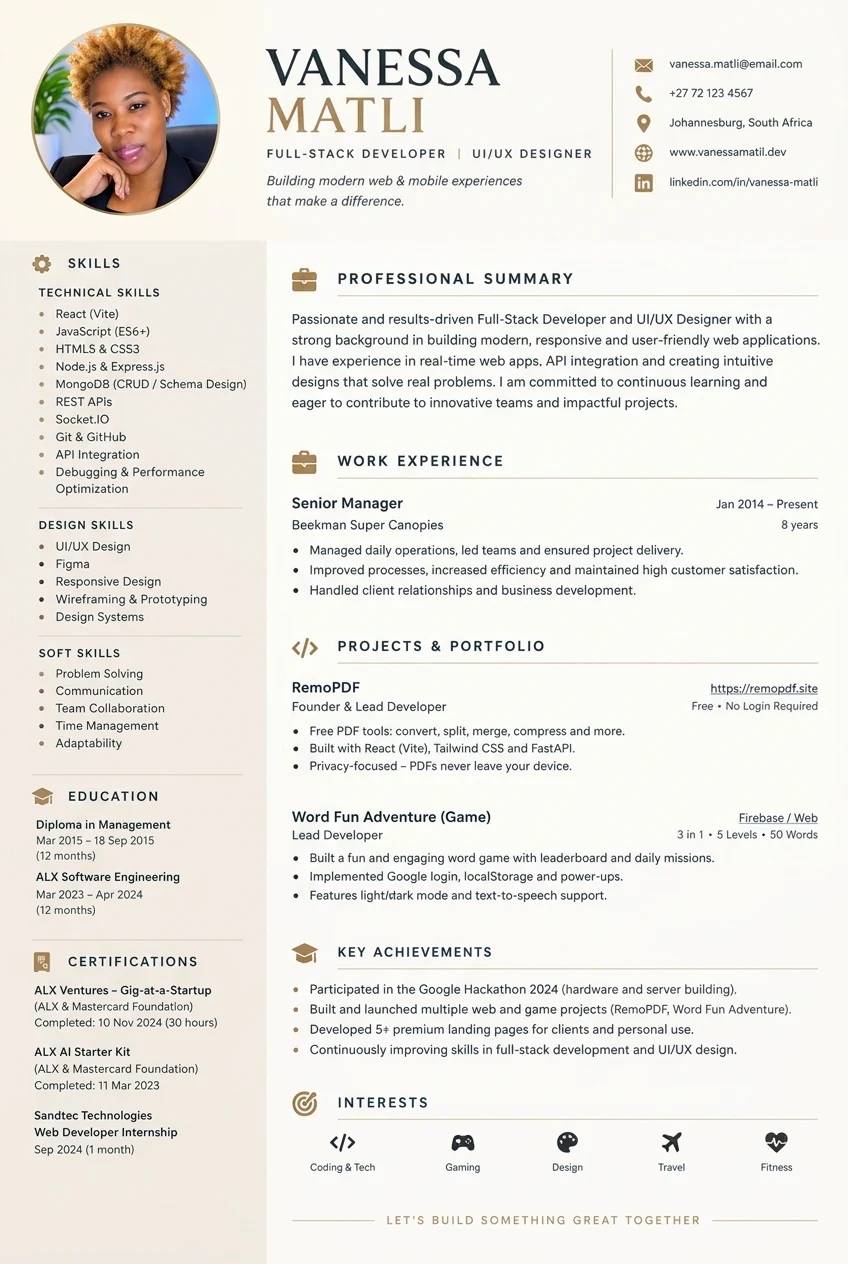 VANESSA
MATLI
FULL-STACK DEVELOPER | UI/UX DESIGNER
Building modern web & mobile experiences
that make a difference.
vanessa.matli@email.com
+27 72 123 4567
Johannesburg, South Africa
www.vanessamatil.dev
in linkedin.com/in/vanessa-matli
SKILLS
TECHNICAL SKILLS
• React (Vite)
• JavaScript (ES6+)
• HTMLS & CSS3
• Node.js & Express.js
• MongoDB (CRUD / Schema Design)
• REST APIs
• Socket.IO
• Git & GitHub
• API Integration
• Debugging & Performance
Optimization
DESIGN SKILLS
• UI/UX Design
• Figma
• Responsive Design
• Wireframing & Prototyping
• Design Systems
SOFT SKILLS
• Problem Solving
• Communication
• Team Collaboration
• Time Management
• Adaptability
EDUCATION
Diploma in Management
Mar 2015 – 18 Sep 2015
(12 months)
ALX Software Engineering
Mar 2023 – Apr 2024
(12 months)
CERTIFICATIONS
ALX Ventures – Gig-at-a-Startup
(ALX & Mastercard Foundation)
Completed: 10 Nov 2024 (30 hours)
ALX AI Starter Kit
(ALX & Mastercard Foundation)
Completed: 11 Mar 2023
Sandtec Technologies
Web Developer Internship
Sep 2024 (1 month)
PROFESSIONAL SUMMARY
Passionate and results-driven Full-Stack Developer and UI/UX Designer with a
strong background in building modern, responsive and user-friendly web applications.
I have experience in real-time web apps, API integration and creating intuitive
designs that solve real problems. I am committed to continuous learning and
eager to contribute to innovative teams and impactful projects.
WORK EXPERIENCE
Senior Manager Jan 2014 – Present
Beekman Super Canopies 8 years
• Managed daily operations, led teams and ensured project delivery.
• Improved processes, increased efficiency and maintained high customer satisfaction.
• Handled client relationships and business development.
</> PROJECTS & PORTFOLIO
RemoPDF https://remopdf.site
Founder & Lead Developer Free • No Login Required
• Free PDF tools: convert, split, merge, compress and more.
• Built with React (Vite), Tailwind CSS and FastAPI.
• Privacy-focused – PDFs never leave your device.
Word Fun Adventure (Game) Firebase / Web
Lead Developer 3 in 1 • 5 Levels • 50 Words
• Built a fun and engaging word game with leaderboard and daily missions.
• Implemented Google login, localStorage and power-ups.
• Features light/dark mode and text-to-speech support.
KEY ACHIEVEMENTS
• Participated in the Google Hackathon 2024 (hardware and server building).
• Built and launched multiple web and game projects (RemoPDF, Word Fun Adventure).
• Developed 5+ premium landing pages for clients and personal use.
• Continuously improving skills in full-stack development and UI/UX design.
INTERESTS
Coding & Tech Gaming Design Travel Fitness
LET'S BUILD SOMETHING GREAT TOGETHER